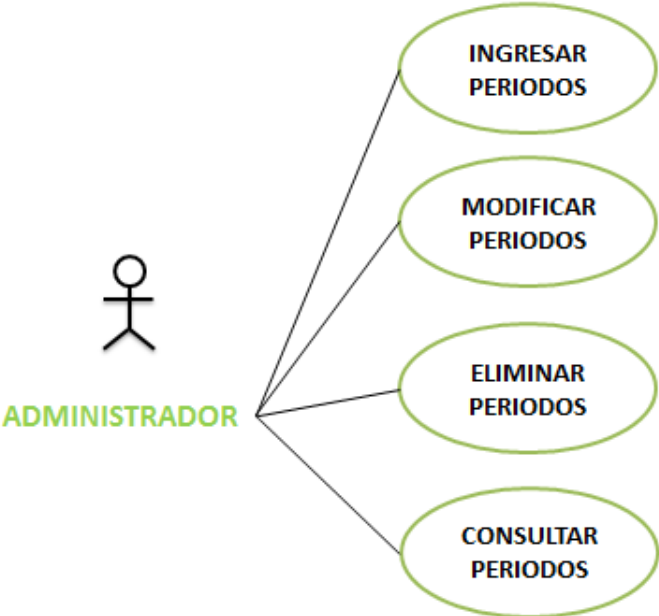 INGRESAR
PERIODOS
MODIFICAR
PERIODOS
ELIMINAR
PERIODOS
ADMINISTRADOR
CONSULTAR
PERIODOS